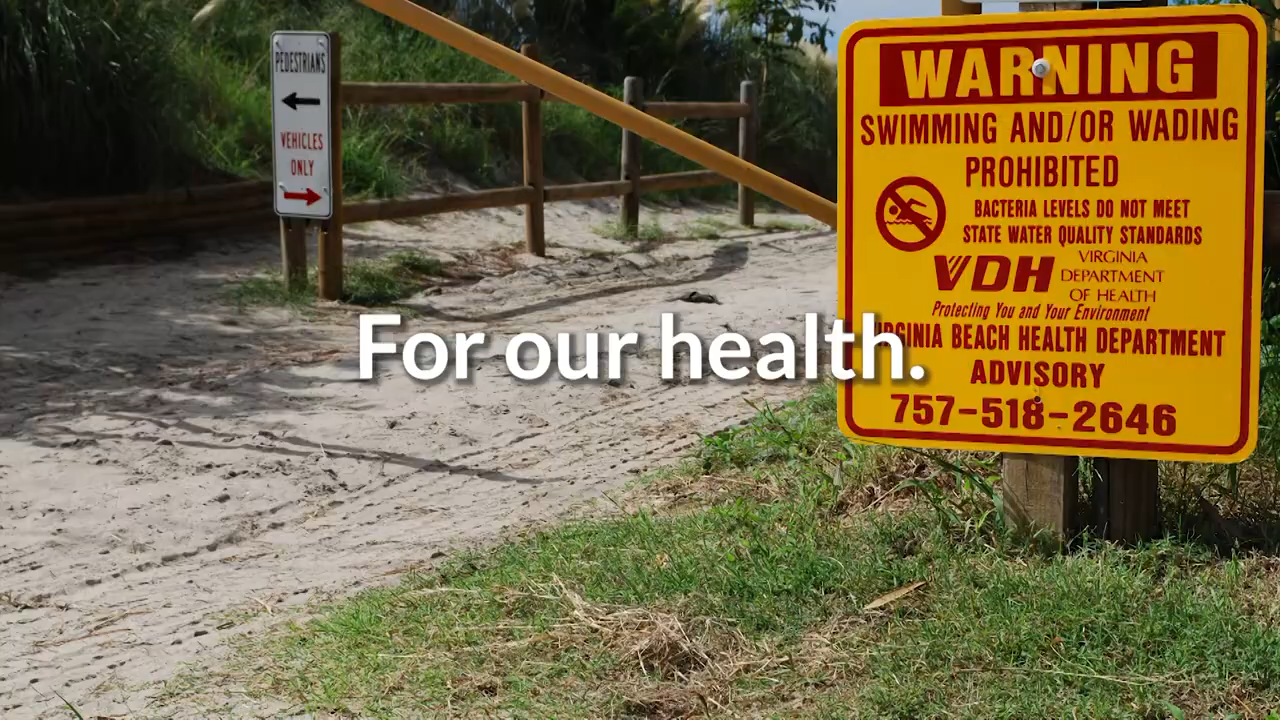 PEDESTRIANS
VEHICLES
ONLY
WARNING
SWIMMING AND/OR WADING
PROHIBITED
BACTERIA LEVELS DO NOT MEET
STATE WATER QUALITY STANDARDS
VDH
VIRGINIA
DEPARTMENT
OF HEALTH
Protecting You and Your Environment
VIRGINIA BEACH HEALTH DEPARTMENT
ADVISORY
757-518-2646
For our health.